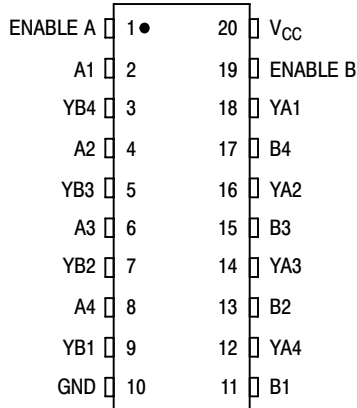 ENABLE A 1 20 VCC
A1 2 19 ENABLE B
YB4 3 18 YA1
A2 4 17 B4
YB3 5 16 YA2
A3 6 15 B3
YB2 7 14 YA3
A4 8 13 B2
YB1 9 12 YA4
GND 10 11 B1